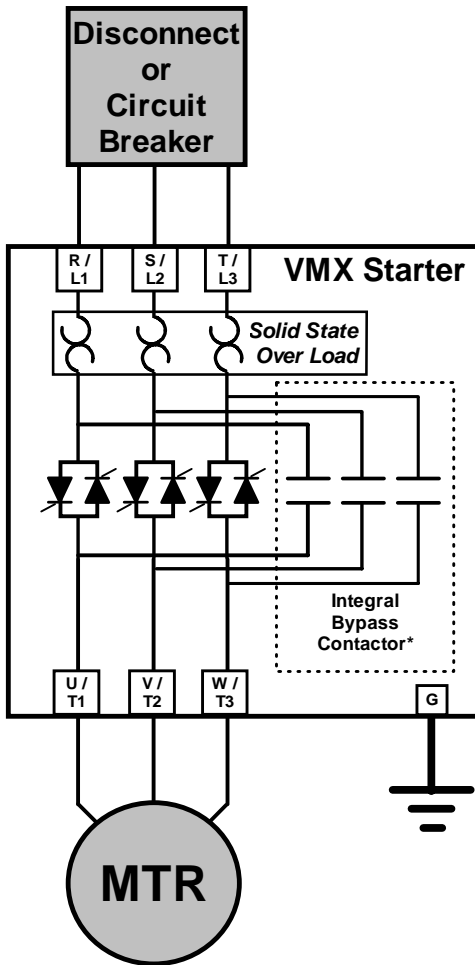 Disconnect
or
Circuit
Breaker
R /
L1
S /
L2
T /
L3
VMX Starter
Solid State
Over Load
Integral
Bypass
Contactor*
U /
T1
V /
T2
W /
T3
G
MTR